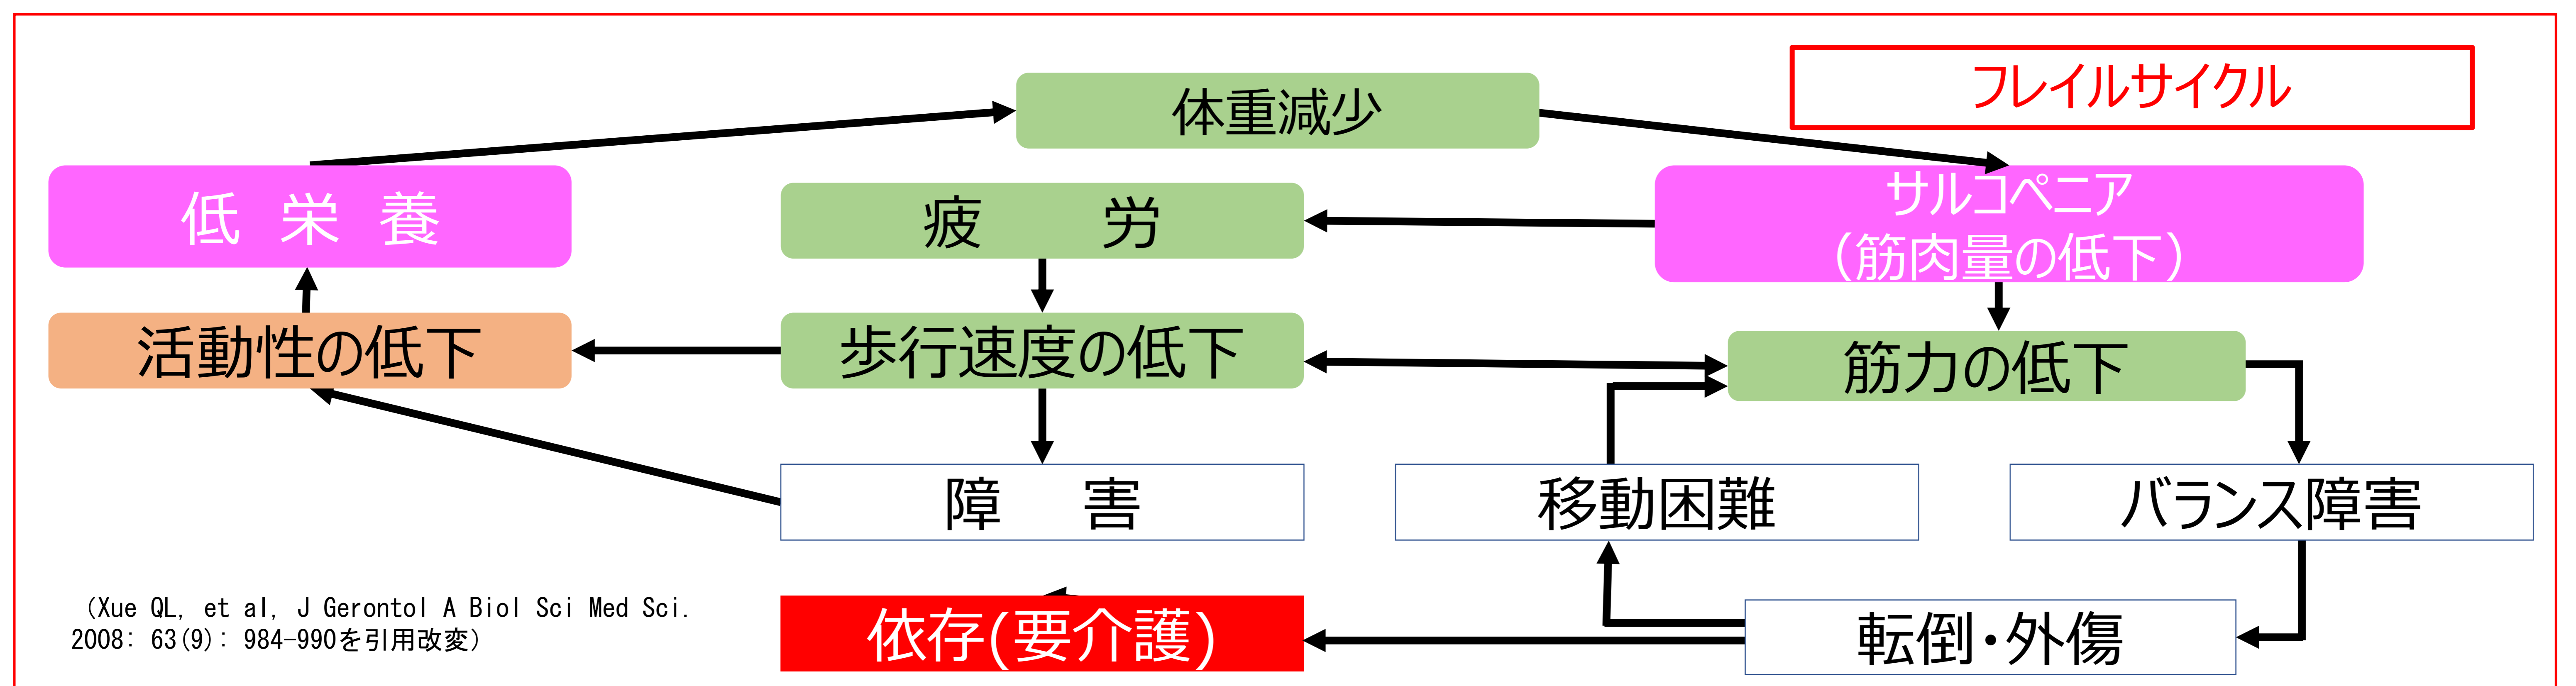 フレイルサイクル
体重減少
低 栄 養
疲 労
サルコペニア
（筋肉量の低下）
活動性の低下
歩行速度の低下
筋力の低下
障 害
移動困難
バランス障害
（Xue QL, et al, J Gerontol A Biol Sci Med Sci.
2008: 63(9): 984-990を引用改変）
依存(要介護)
転倒・外傷